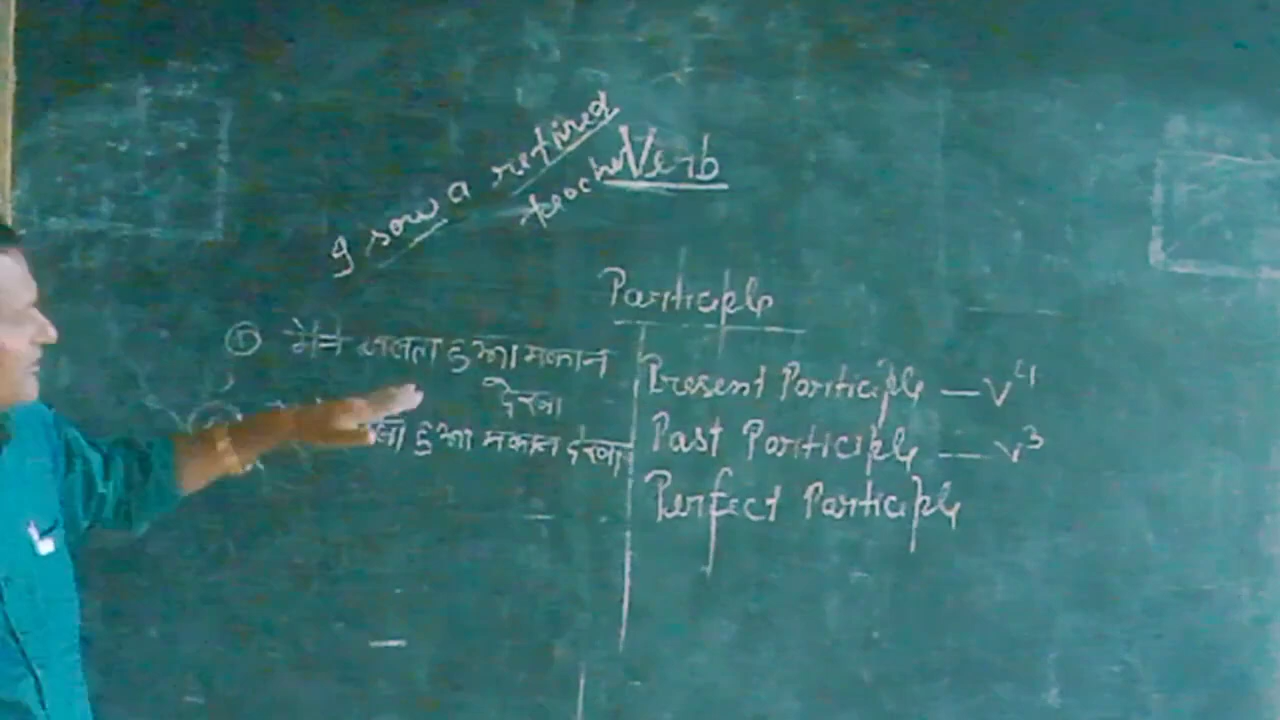 I saw a retired
teacher
Verb
Participle
① मैने जलता हुआ मकान
देखा
हुआ मकान देखा
Present Participle — V⁴
Past Participle — V³
Perfect Participle